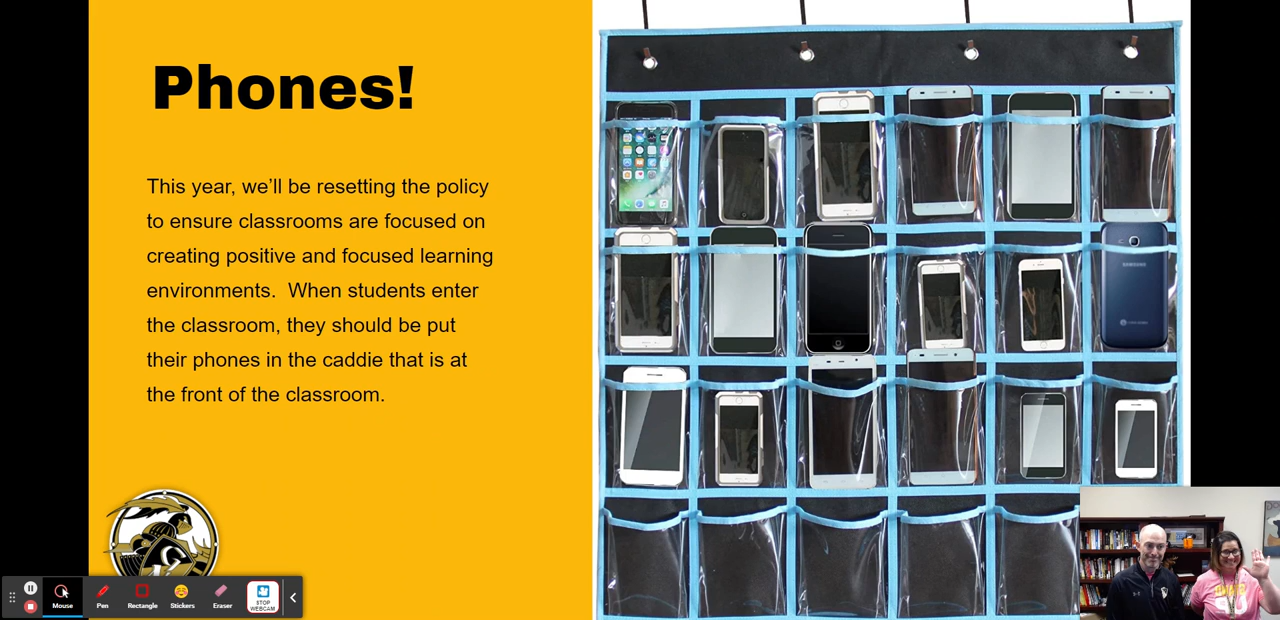 Phones!
This year, we’ll be resetting the policy
to ensure classrooms are focused on
creating positive and focused learning
environments.  When students enter
the classroom, they should be put
their phones in the caddie that is at
the front of the classroom.
SAMSUNG
Mouse
Pen
Rectangle
Stickers
Eraser
STOP
WEBCAM